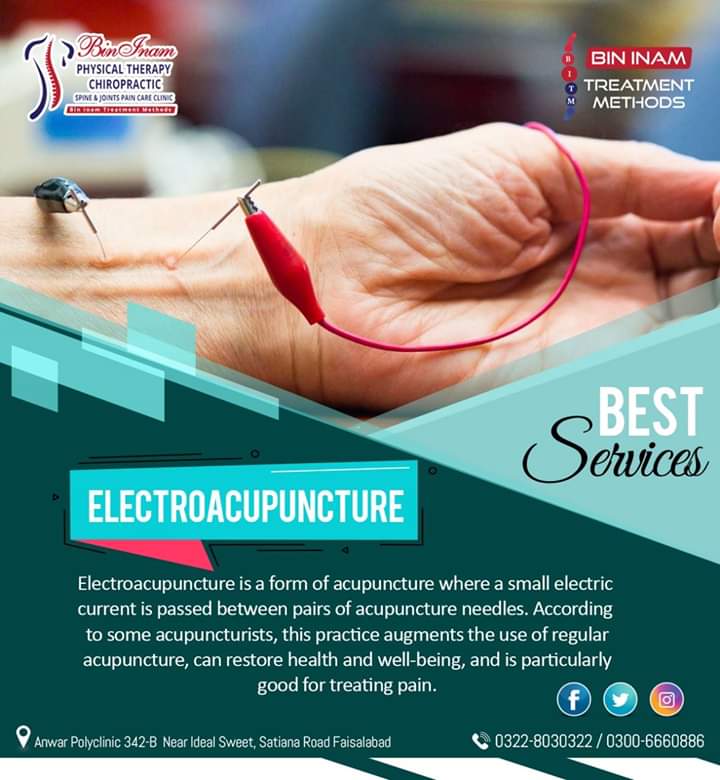 Bin Inam
PHYSICAL THERAPY
CHIROPRACTIC
SPINE & JOINTS PAIN CARE CLINIC
Bin Inam Treatment Methods
B
I
T
M
BIN INAM
TREATMENT
METHODS
BEST
Services
ELECTROACUPUNCTURE
Electroacupuncture is a form of acupuncture where a small electric
current is passed between pairs of acupuncture needles. According
to some acupuncturists, this practice augments the use of regular
acupuncture, can restore health and well-being, and is particularly
good for treating pain.
Anwar Polyclinic 342-B Near Ideal Sweet, Satiana Road Faisalabad
0322-8030322 / 0300-6660886